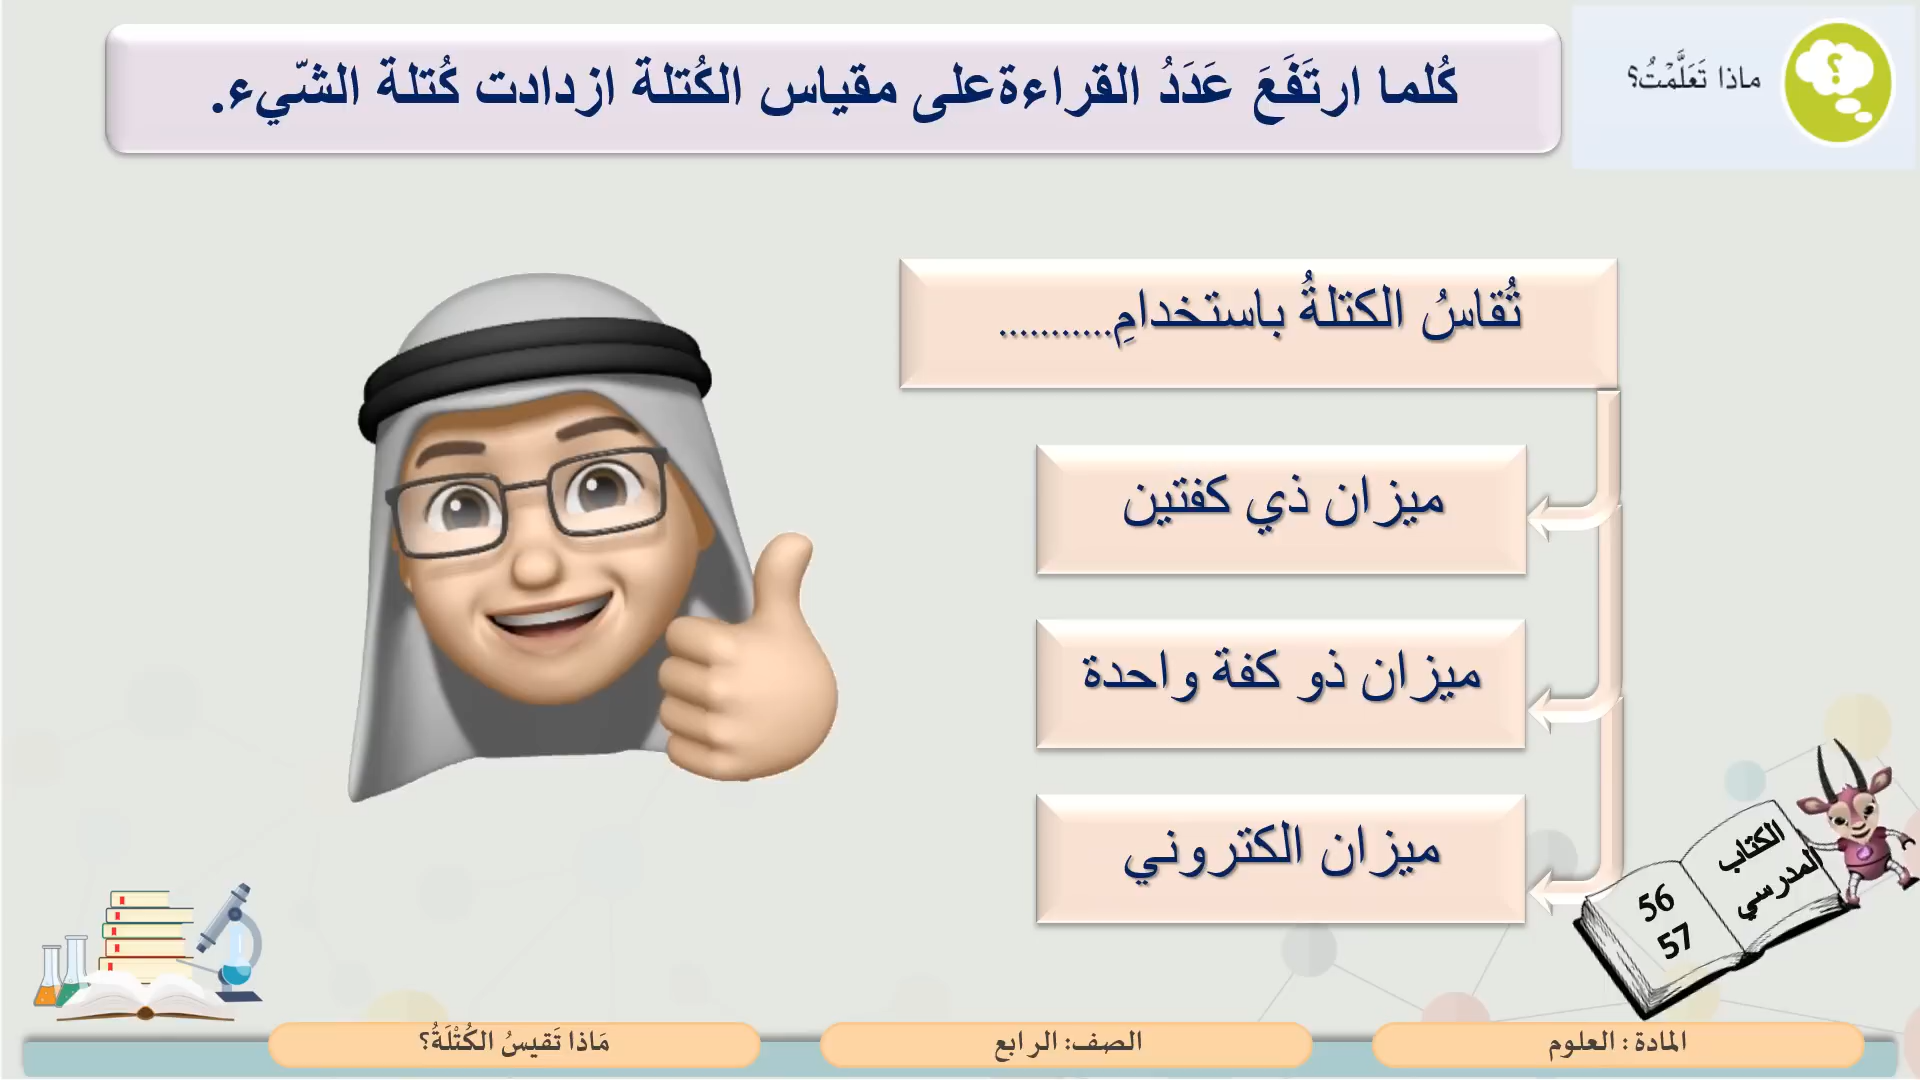 ماذا تَعَلَّمْتُ؟
كُلما ارتَفَعَ عَدَدُ القراءةعلى مقياس الكُتلة ازدادت كُتلة الشّيء.
تُقاسُ الكتلةُ باستخدامِ...........
ميزان ذي كفتين
ميزان ذو كفة واحدة
ميزان الكتروني
الكتاب
المدرسي
56
57
المادة : العلوم
الصف: الرابع
مَاذا تَقيسُ الكُتْلَةُ؟